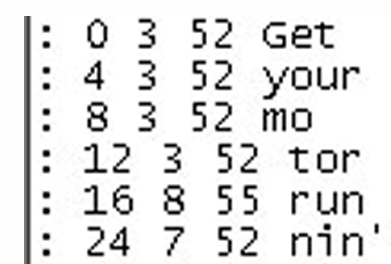 : 0 3 52 Get
: 4 3 52 your
: 8 3 52 mo
: 12 3 52 tor
: 16 8 55 run
: 24 7 52 nin'